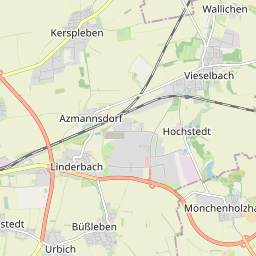 Wallichen
Kerspleben
Vieselbach
Azmannsdorf
Hochstedt
Linderbach
Mönchenholzha
stedt
Büßleben
Urbich